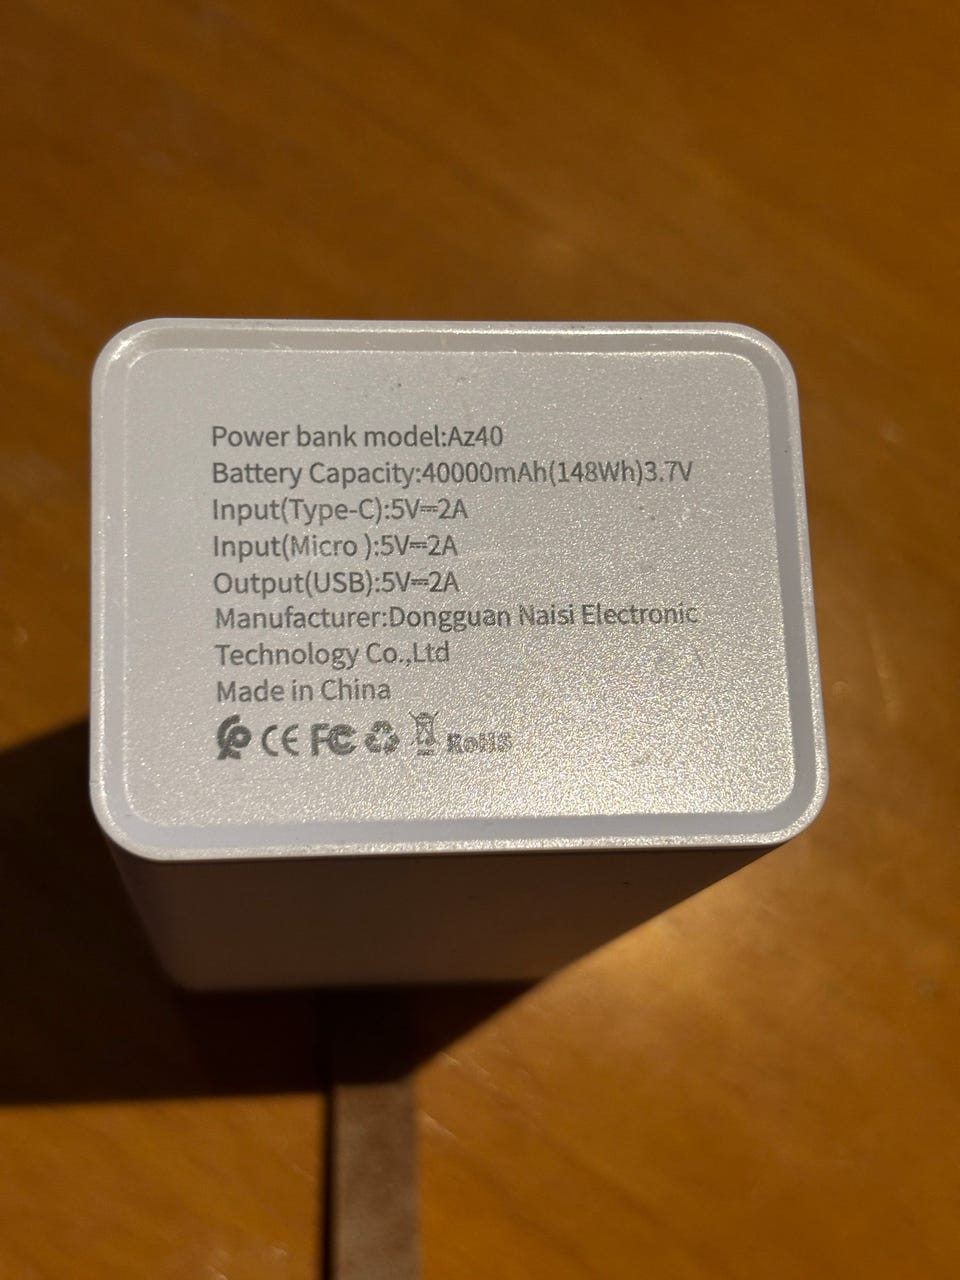 Power bank model:Az40
Battery Capacity:40000mAh(148Wh)3.7V
Input(Type-C):5V⎓2A
Input(Micro ):5V⎓2A
Output(USB):5V⎓2A
Manufacturer:Dongguan Naisi Electronic
Technology Co.,Ltd
Made in China
CE FC RoHS